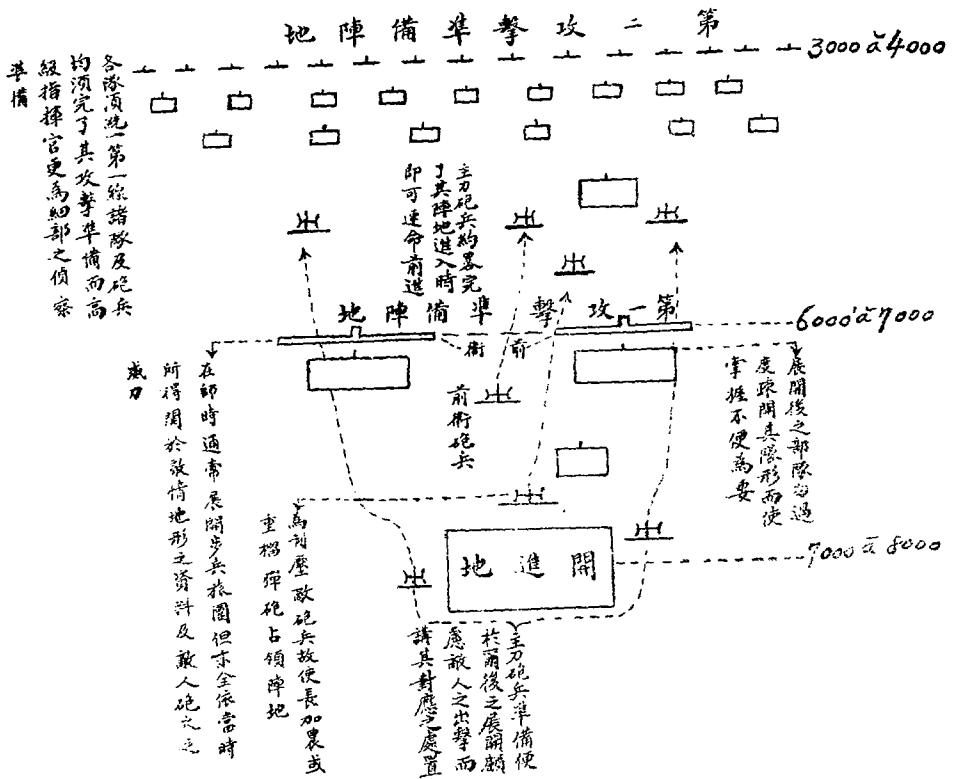 地陣備準擊攻二第
3000 à 4000
各隊須統一第一線諸隊及砲兵
均須完了其攻擊準備而高
級指揮官更為細部之偵察
準備
主力砲兵約畧完
了其陣地進入時
即可速命前進
地陣備準擊攻一第
6000 à 7000
衛前
展開後之部隊勿過
度疎開其隊形而使
掌握不便為要
前衛砲兵
在師時通常展開步兵旅團但亦全依當時
所得關於敵情地形之資料及敵人砲火之
威力
為制壓敵砲兵故使長加農或
重榴彈砲占領陣地
地進開
7000 à 8000
主力砲兵準備便
於爾後之展開顧
慮敵人之出擊而
講其對應之處置